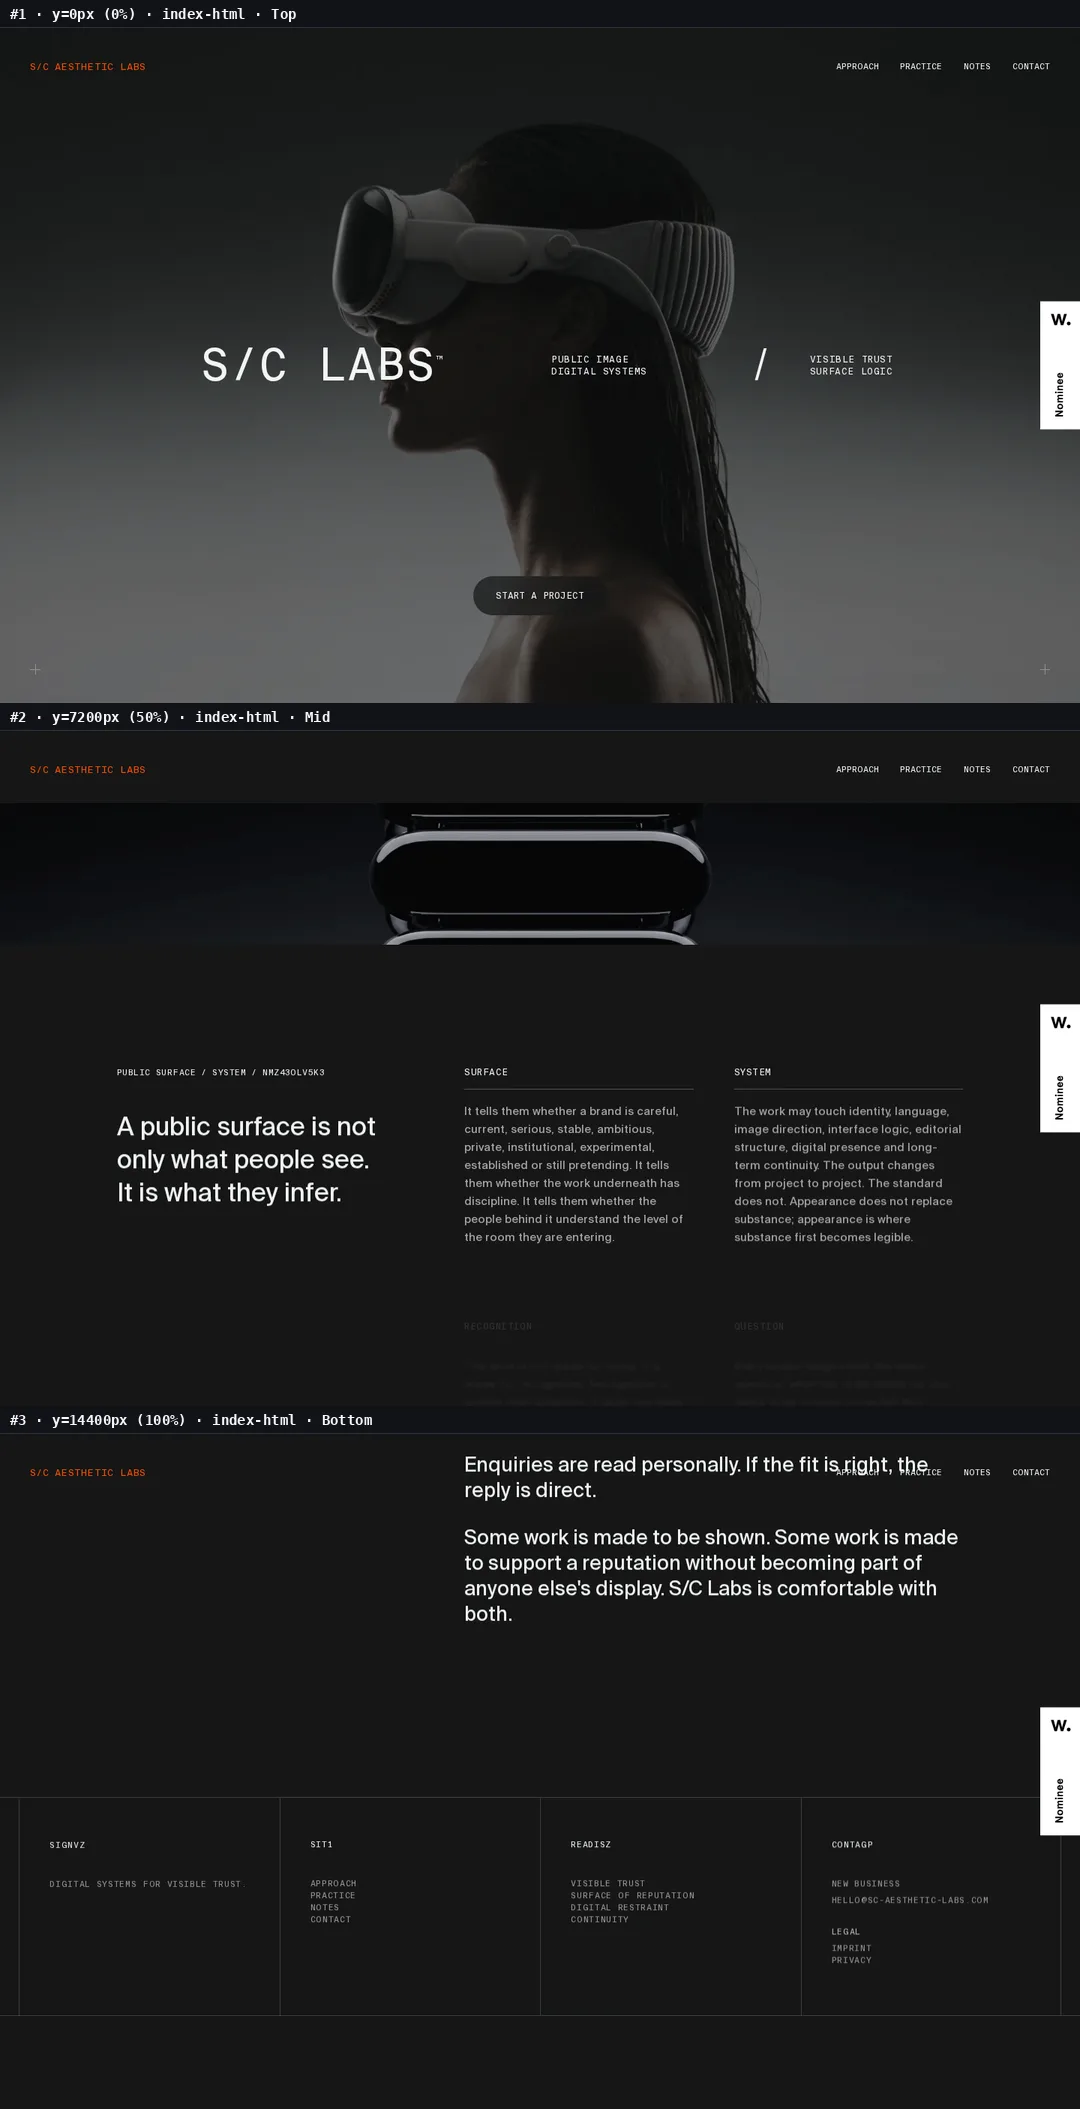 #1 · y=0px (0%) · index-html · Top
S/C AESTHETIC LABS
APPROACH PRACTICE NOTES CONTACT
S/C LABS™
PUBLIC IMAGE
DIGITAL SYSTEMS
/
VISIBLE TRUST
SURFACE LOGIC
W.
Nominee
START A PROJECT
#2 · y=7200px (50%) · index-html · Mid
S/C AESTHETIC LABS
APPROACH PRACTICE NOTES CONTACT
W.
Nominee
PUBLIC SURFACE / SYSTEM / NMZ43OLV5K3
A public surface is not
only what people see.
It is what they infer.
SURFACE
It tells them whether a brand is careful,
current, serious, stable, ambitious,
private, institutional, experimental,
established or still pretending. It tells
them whether the work underneath has
discipline. It tells them whether the
people behind it understand the level of
the room they are entering.
SYSTEM
The work may touch identity, language,
image direction, interface logic, editorial
structure, digital presence and long-
term continuity. The output changes
from project to project. The standard
does not. Appearance does not replace
substance; appearance is where
substance first becomes legible.
RECOGNITION
QUESTION
#3 · y=14400px (100%) · index-html · Bottom
S/C AESTHETIC LABS
APPROACH PRACTICE NOTES CONTACT
Enquiries are read personally. If the fit is right, the
reply is direct.
Some work is made to be shown. Some work is made
to support a reputation without becoming part of
anyone else's display. S/C Labs is comfortable with
both.
W.
Nominee
SIGNVZ
DIGITAL SYSTEMS FOR VISIBLE TRUST.
SIT1
APPROACH
PRACTICE
NOTES
CONTACT
READISZ
VISIBLE TRUST
SURFACE OF REPUTATION
DIGITAL RESTRAINT
CONTINUITY
CONTAGP
NEW BUSINESS
HELLO@SC-AESTHETIC-LABS.COM
LEGAL
IMPRINT
PRIVACY